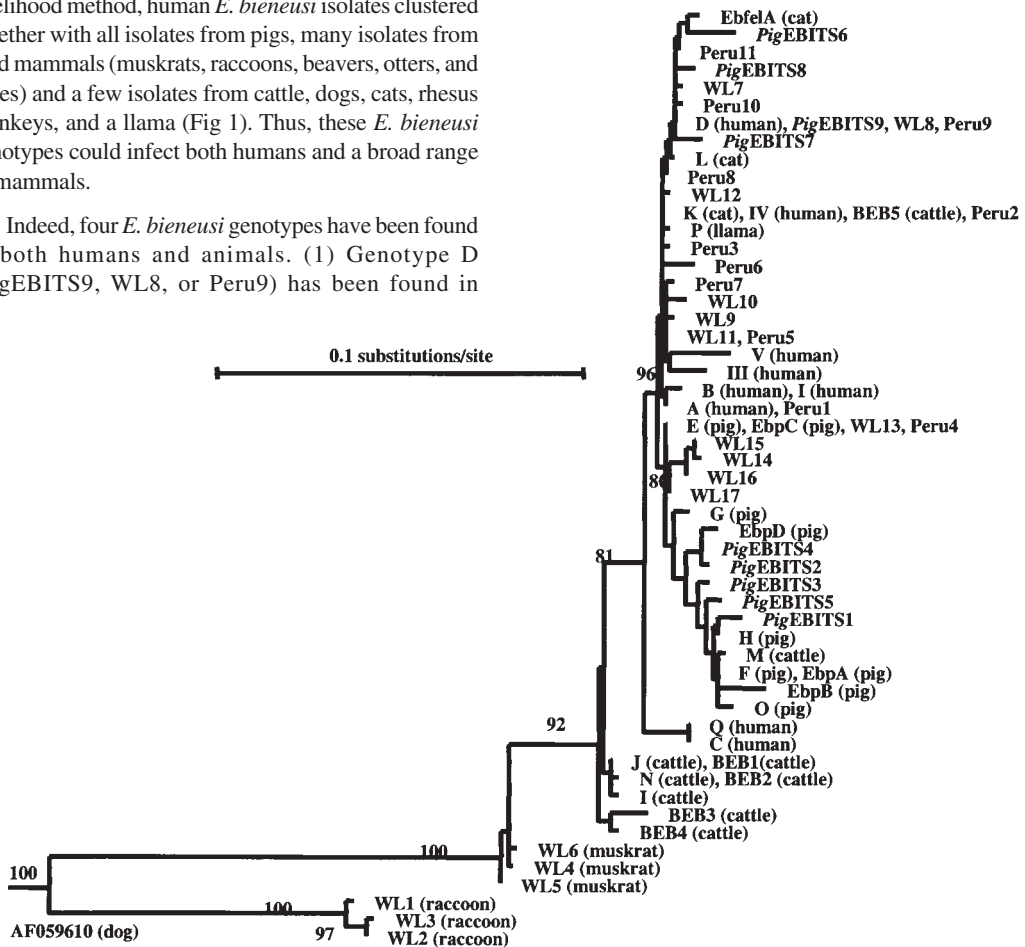 elihood method, human E. bieneusi isolates clustered
ether with all isolates from pigs, many isolates from
d mammals (muskrats, raccoons, beavers, otters, and
es) and a few isolates from cattle, dogs, cats, rhesus
nkeys, and a llama (Fig 1). Thus, these E. bieneusi
notypes could infect both humans and a broad range
mammals.
Indeed, four E. bieneusi genotypes have been found
both humans and animals. (1) Genotype D
gEBITS9, WL8, or Peru9) has been found in
0.1 substitutions/site
EbfelA (cat)
PigEBITS6
Peru11
PigEBITS8
WL7
Peru10
D (human), PigEBITS9, WL8, Peru9
PigEBITS7
L (cat)
Peru8
WL12
K (cat), IV (human), BEB5 (cattle), Peru2
P (llama)
Peru3
Peru6
Peru7
WL10
WL9
WL11, Peru5
V (human)
96
III (human)
B (human), I (human)
A (human), Peru1
E (pig), EbpC (pig), WL13, Peru4
WL15
WL14
WL16
WL17
G (pig)
EbpD (pig)
PigEBITS4
81
PigEBITS2
PigEBITS3
PigEBITS5
PigEBITS1
H (pig)
M (cattle)
F (pig), EbpA (pig)
EbpB (pig)
O (pig)
92
Q (human)
C (human)
J (cattle), BEB1(cattle)
N (cattle), BEB2 (cattle)
I (cattle)
BEB3 (cattle)
BEB4 (cattle)
100
WL6 (muskrat)
WL4 (muskrat)
100
WL5 (muskrat)
100
WL1 (raccoon)
WL3 (raccoon)
AF059610 (dog)
97
WL2 (raccoon)